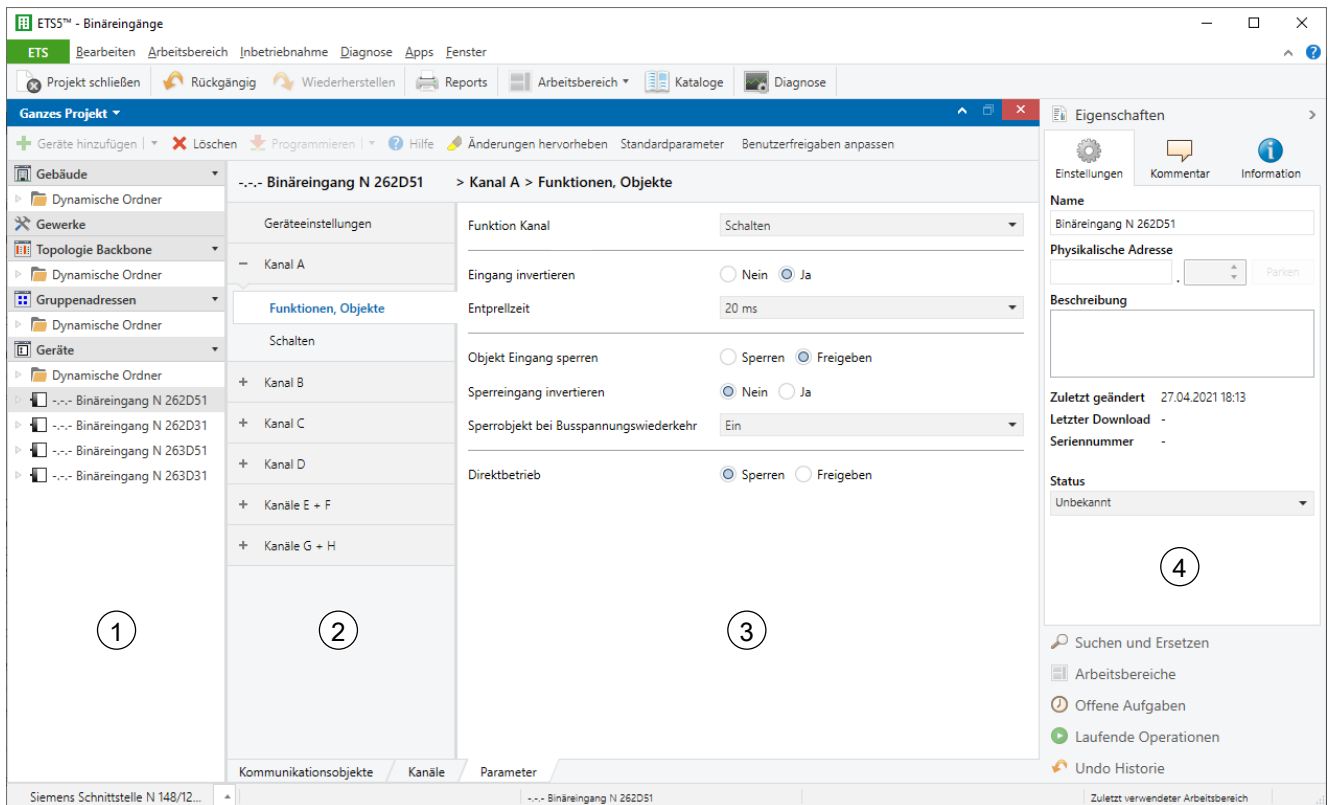 ETS5™ - Binäreingänge
ETS Bearbeiten Arbeitsbereich Inbetriebnahme Diagnose Apps Fenster
Projekt schließen Rückgängig Wiederherstellen Reports Arbeitsbereich Kataloge Diagnose
Ganzes Projekt
Geräte hinzufügen Löschen Programmieren Hilfe Änderungen hervorheben Standardparameter Benutzerfreigaben anpassen
Gebäude
Dynamische Ordner
Gewerke
Topologie Backbone
Dynamische Ordner
Gruppenadressen
Dynamische Ordner
Geräte
Dynamische Ordner
-.-.- Binäreingang N 262D51
-.-.- Binäreingang N 262D31
-.-.- Binäreingang N 263D51
-.-.- Binäreingang N 263D31
1
-.-.- Binäreingang N 262D51 > Kanal A > Funktionen, Objekte
Geräteeinstellungen
− Kanal A
Funktionen, Objekte
Schalten
+ Kanal B
+ Kanal C
+ Kanal D
+ Kanäle E + F
+ Kanäle G + H
2
Funktion Kanal Schalten
Eingang invertieren Nein Ja
Entprellzeit 20 ms
Objekt Eingang sperren Sperren Freigeben
Sperreingang invertieren Nein Ja
Sperrobjekt bei Busspannungswiederkehr Ein
Direktbetrieb Sperren Freigeben
3
Kommunikationsobjekte Kanäle Parameter
Eigenschaften
Einstellungen Kommentar Information
Name
Binäreingang N 262D51
Physikalische Adresse
. Parken
Beschreibung
Zuletzt geändert 27.04.2021 18:13
Letzter Download -
Seriennummer -
Status
Unbekannt
4
Suchen und Ersetzen
Arbeitsbereiche
Offene Aufgaben
Laufende Operationen
Undo Historie
Siemens Schnittstelle N 148/12... -.-.- Binäreingang N 262D51 Zuletzt verwendeter Arbeitsbereich